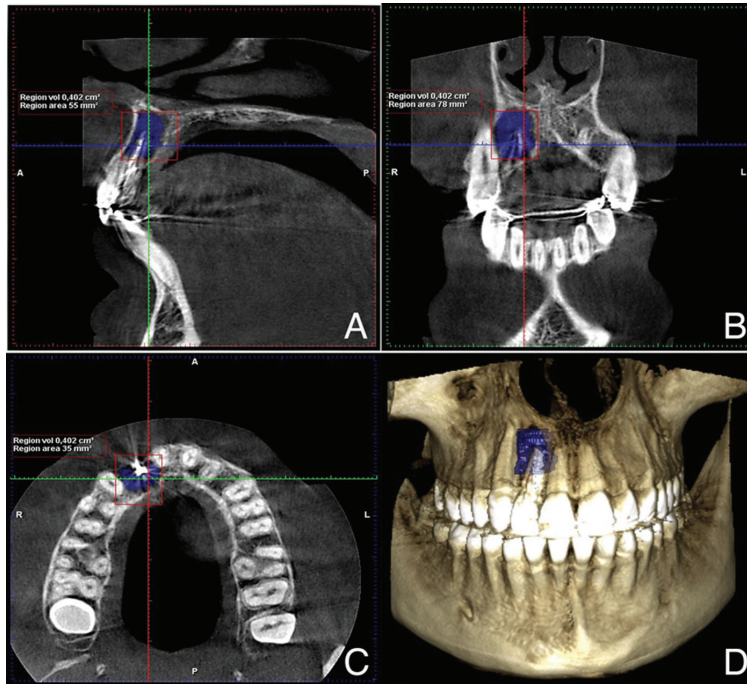 Region vol 0,402 cm³
Region area 55 mm²
A
P
A
Region vol 0,402 cm³
Region area 78 mm²
R
L
B
A
Region vol 0,402 cm³
Region area 35 mm²
R
L
P
C
D